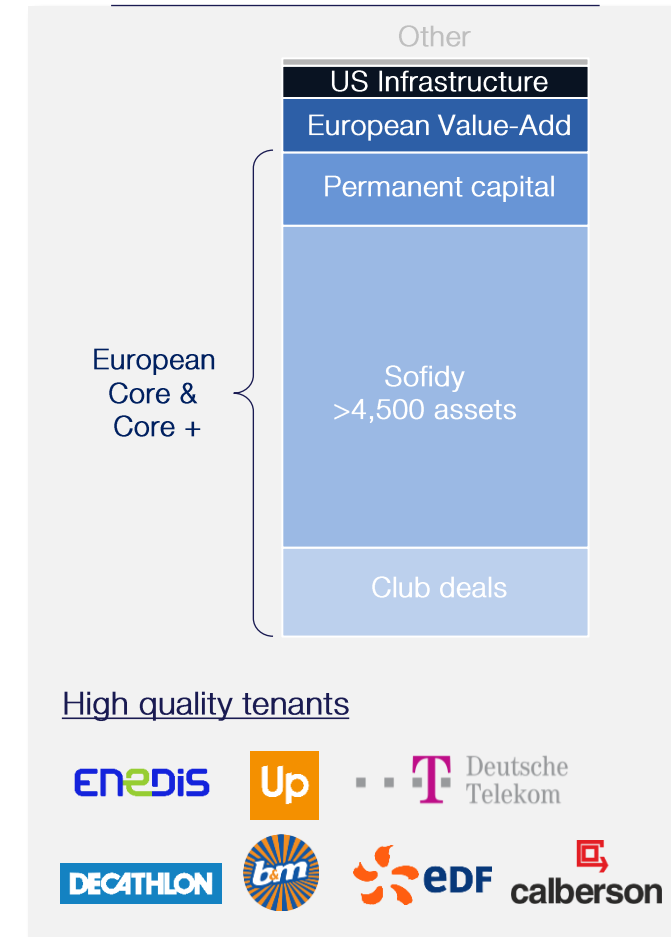 Other
US Infrastructure
European Value-Add
Permanent capital
European
Core &
Core +
Sofidy
>4,500 assets
Club deals
High quality tenants
ENEDIS
Up
Deutsche
Telekom
T
DECATHLON
b&m
eDF
calberson